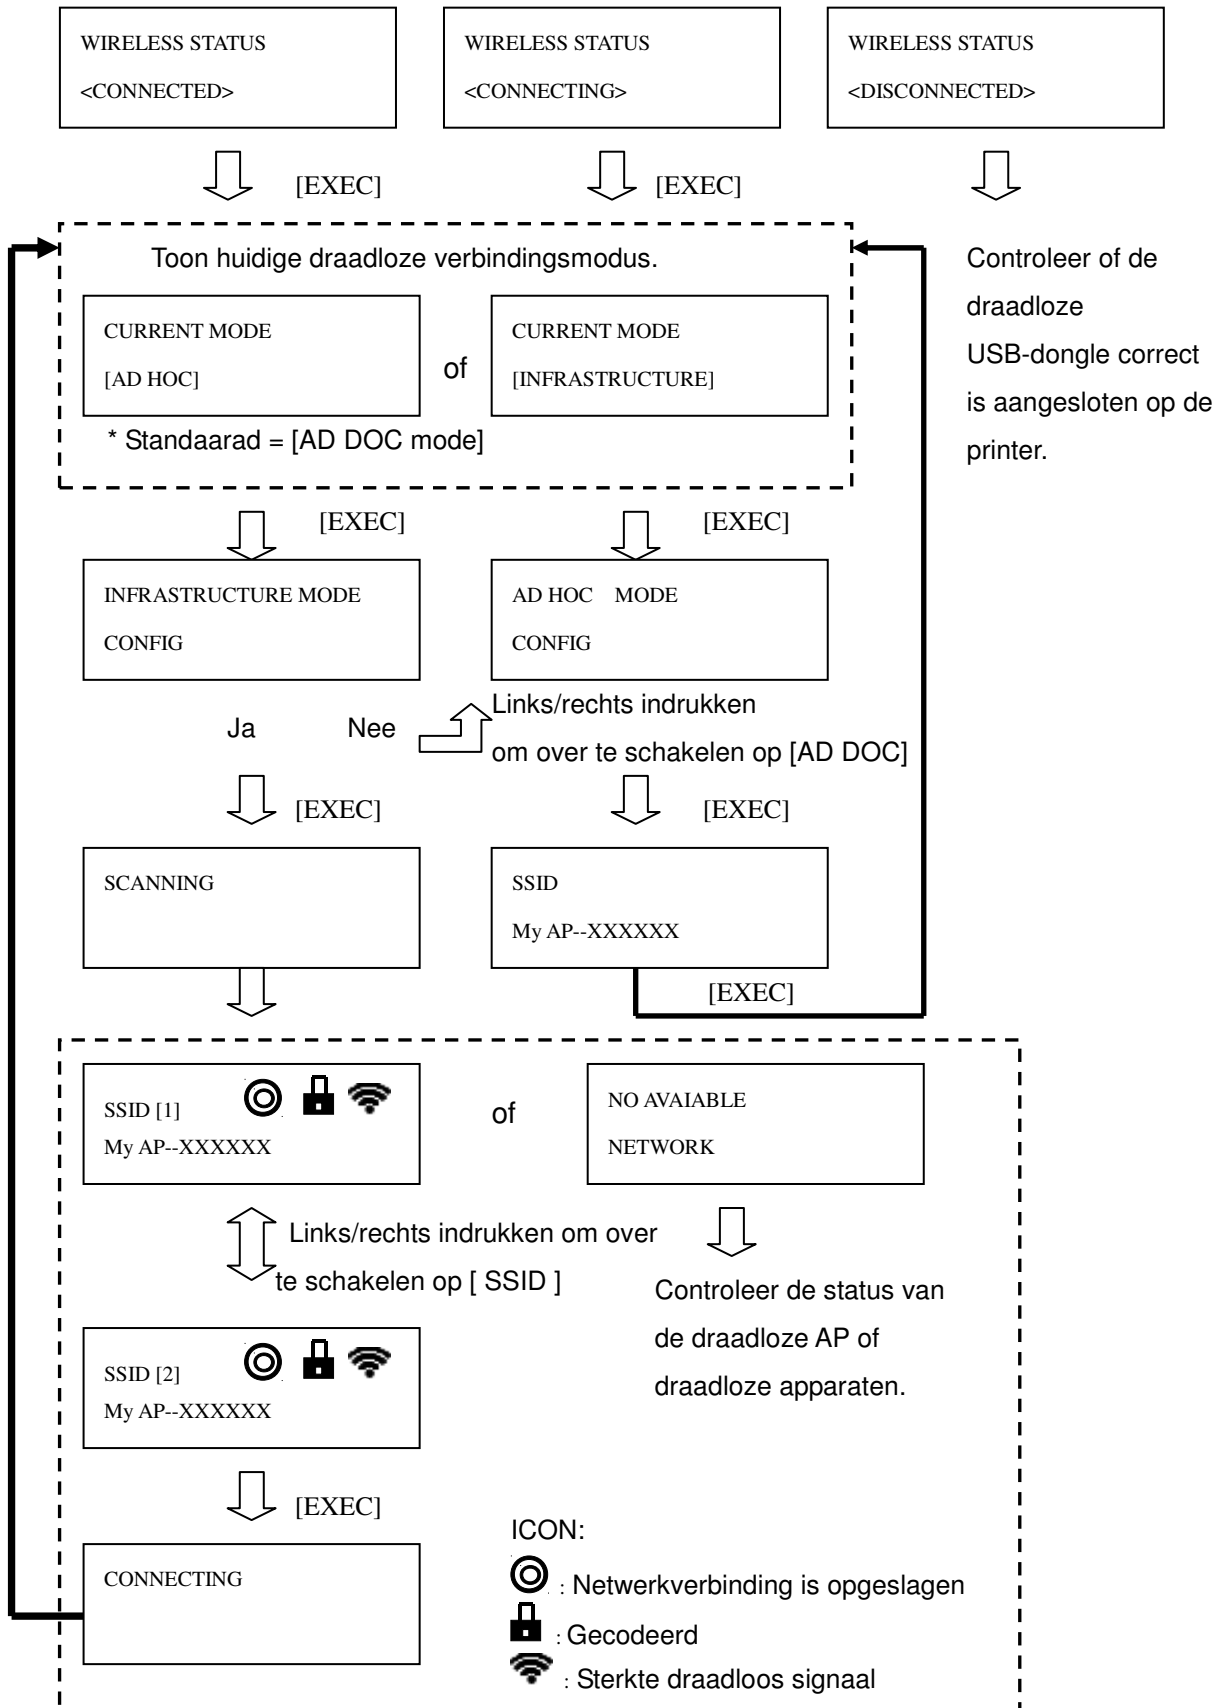 WIRELESS STATUS
<CONNECTED>
WIRELESS STATUS
<CONNECTING>
WIRELESS STATUS
<DISCONNECTED>
[EXEC]
[EXEC]
Toon huidige draadloze verbindingsmodus.
CURRENT MODE
[AD HOC]
of
CURRENT MODE
[INFRASTRUCTURE]
* Standaarad = [AD DOC mode]
Controleer of de
draadloze
USB-dongle correct
is aangesloten op de
printer.
[EXEC]
[EXEC]
INFRASTRUCTURE MODE
CONFIG
AD HOC MODE
CONFIG
Ja
Nee
Links/rechts indrukken
om over te schakelen op [AD DOC]
[EXEC]
[EXEC]
SCANNING
SSID
My AP--XXXXXX
[EXEC]
SSID [1]
My AP--XXXXXX
of
NO AVAIABLE
NETWORK
Links/rechts indrukken om over
te schakelen op [ SSID ]
Controleer de status van
de draadloze AP of
draadloze apparaten.
SSID [2]
My AP--XXXXXX
[EXEC]
CONNECTING
ICON:
: Netwerkverbinding is opgeslagen
: Gecodeerd
: Sterkte draadloos signaal